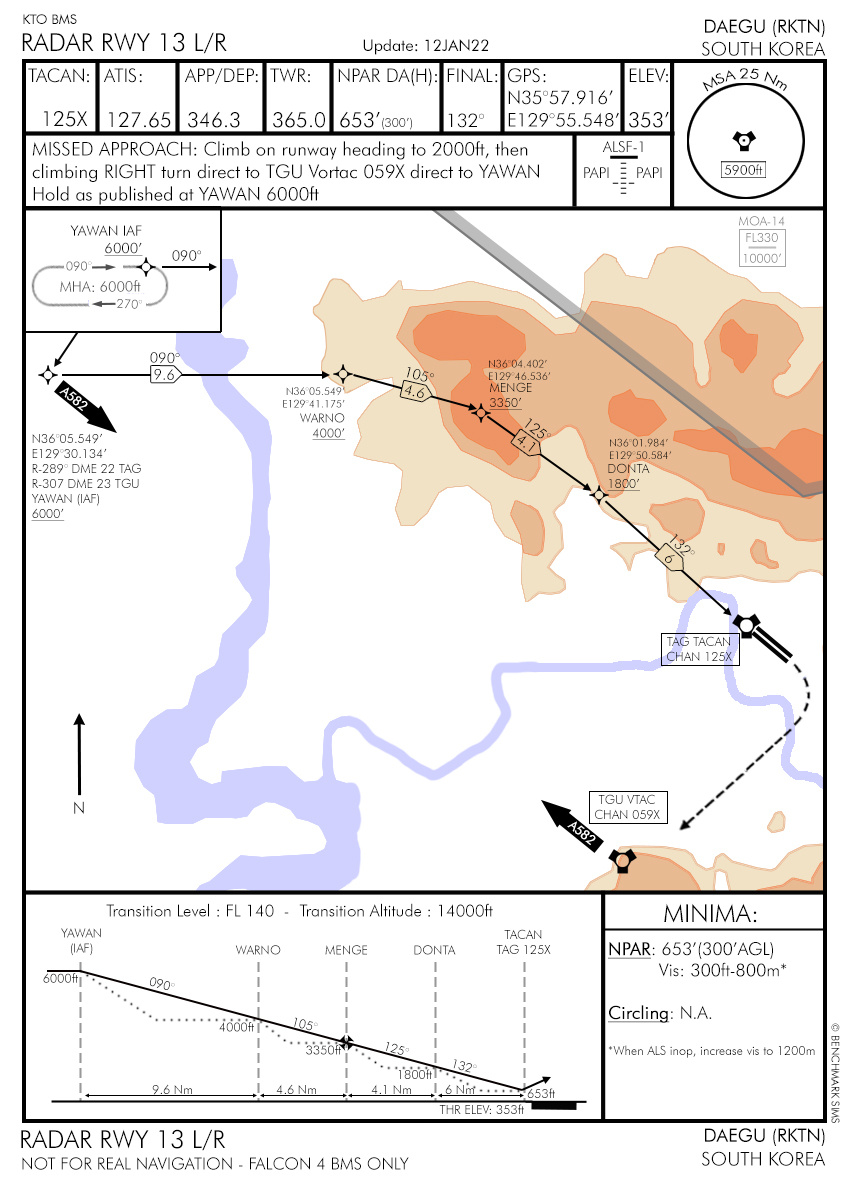 KTO BMS
RADAR RWY 13 L/R
Update: 12JAN22
DAEGU (RKTN)
SOUTH KOREA
TACAN:
125X
ATIS:
127.65
APP/DEP:
346.3
TWR:
365.0
NPAR DA(H):
653'(300')
FINAL:
132°
GPS:
N35°57.916'
E129°55.548'
ELEV:
353'
MSA 25 Nm
5900ft
MISSED APPROACH: Climb on runway heading to 2000ft, then
climbing RIGHT turn direct to TGU Vortac 059X direct to YAWAN
Hold as published at YAWAN 6000ft
ALSF-1
PAPI
PAPI
YAWAN IAF
6000'
090°
090°
MHA: 6000ft
270°
MOA-14
FL330
10000'
090°
9.6
A582
N36°05.549'
E129°30.134'
R-289° DME 22 TAG
R-307 DME 23 TGU
YAWAN (IAF)
6000'
N36°05.549'
E129°41.175'
WARNO
4000'
105°
4.6
N36°04.402'
E129°46.536'
MENGE
3350'
125°
4.1
N36°01.984'
E129°50.584'
DONTA
1800'
132°
6
TAG TACAN
CHAN 125X
N
TGU VTAC
CHAN 059X
A582
Transition Level : FL 140 - Transition Altitude : 14000ft
YAWAN
(IAF)
WARNO
MENGE
DONTA
TACAN
TAG 125X
6000ft
090°
4000ft
105°
3350ft
125°
1800ft
132°
653ft
9.6 Nm
4.6 Nm
4.1 Nm
6 Nm
THR ELEV: 353ft
MINIMA:
NPAR: 653'(300'AGL)
Vis: 300ft-800m*
Circling: N.A.
*When ALS inop, increase vis to 1200m
© BENCHMARK SIMS
RADAR RWY 13 L/R
NOT FOR REAL NAVIGATION - FALCON 4 BMS ONLY
DAEGU (RKTN)
SOUTH KOREA